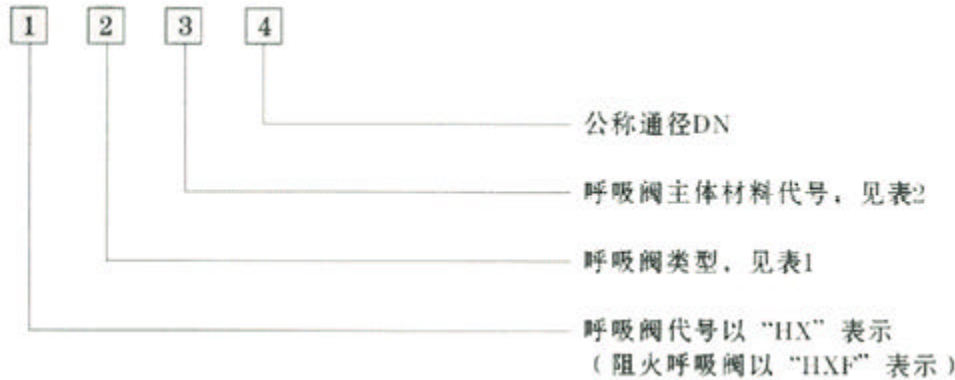 1 2 3 4
公称通径DN
呼吸阀主体材料代号，见表2
呼吸阀类型，见表1
呼吸阀代号以“HX”表示
（阻火呼吸阀以“HXF”表示）